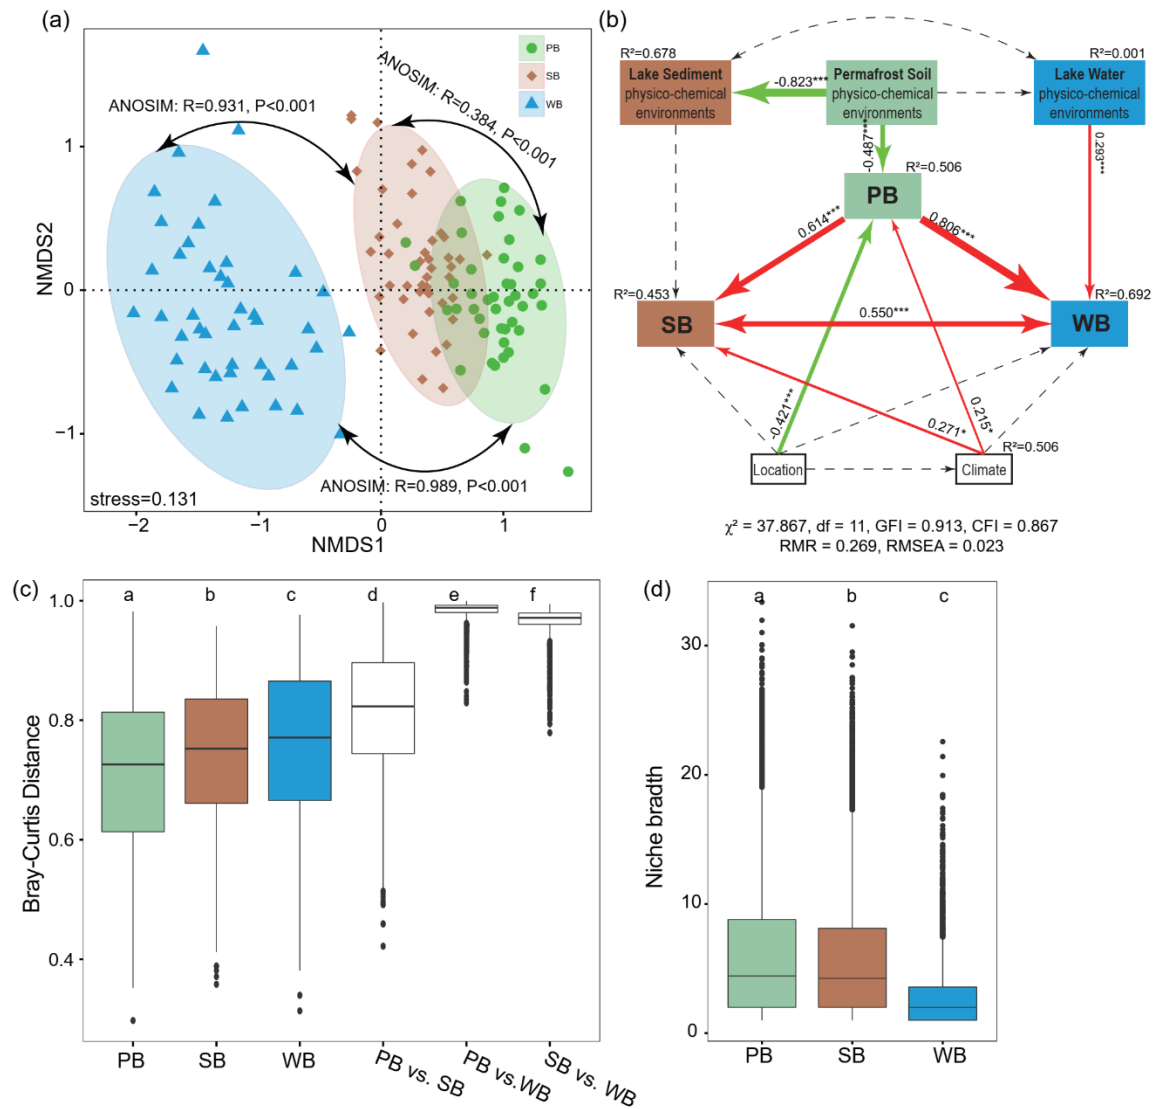 (a)
PB
SB
WB
ANOSIM: R=0.931, P<0.001
ANOSIM: R=0.384, P<0.001
ANOSIM: R=0.989, P<0.001
stress=0.131
NMDS2
1
0
−1
−2
−1
0
1
NMDS1
(b)
R²=0.678
R²=0.001
Lake Sediment
physico-chemical
environments
-0.823***
Permafrost Soil
physico-chemical
environments
Lake Water
physico-chemical
environments
-0.487***
0.293***
R²=0.506
PB
0.614***
0.806***
R²=0.453
R²=0.692
SB
0.550***
WB
-0.421***
0.271*
0.215*
R²=0.506
Location
Climate
χ² = 37.867, df = 11, GFI = 0.913, CFI = 0.867
RMR = 0.269, RMSEA = 0.023
(c)
a
b
c
d
e
f
Bray-Curtis Distance
1.0
0.8
0.6
0.4
PB
SB
WB
PB vs. SB
PB vs.WB
SB vs. WB
(d)
a
b
c
Niche bradth
30
20
10
0
PB
SB
WB